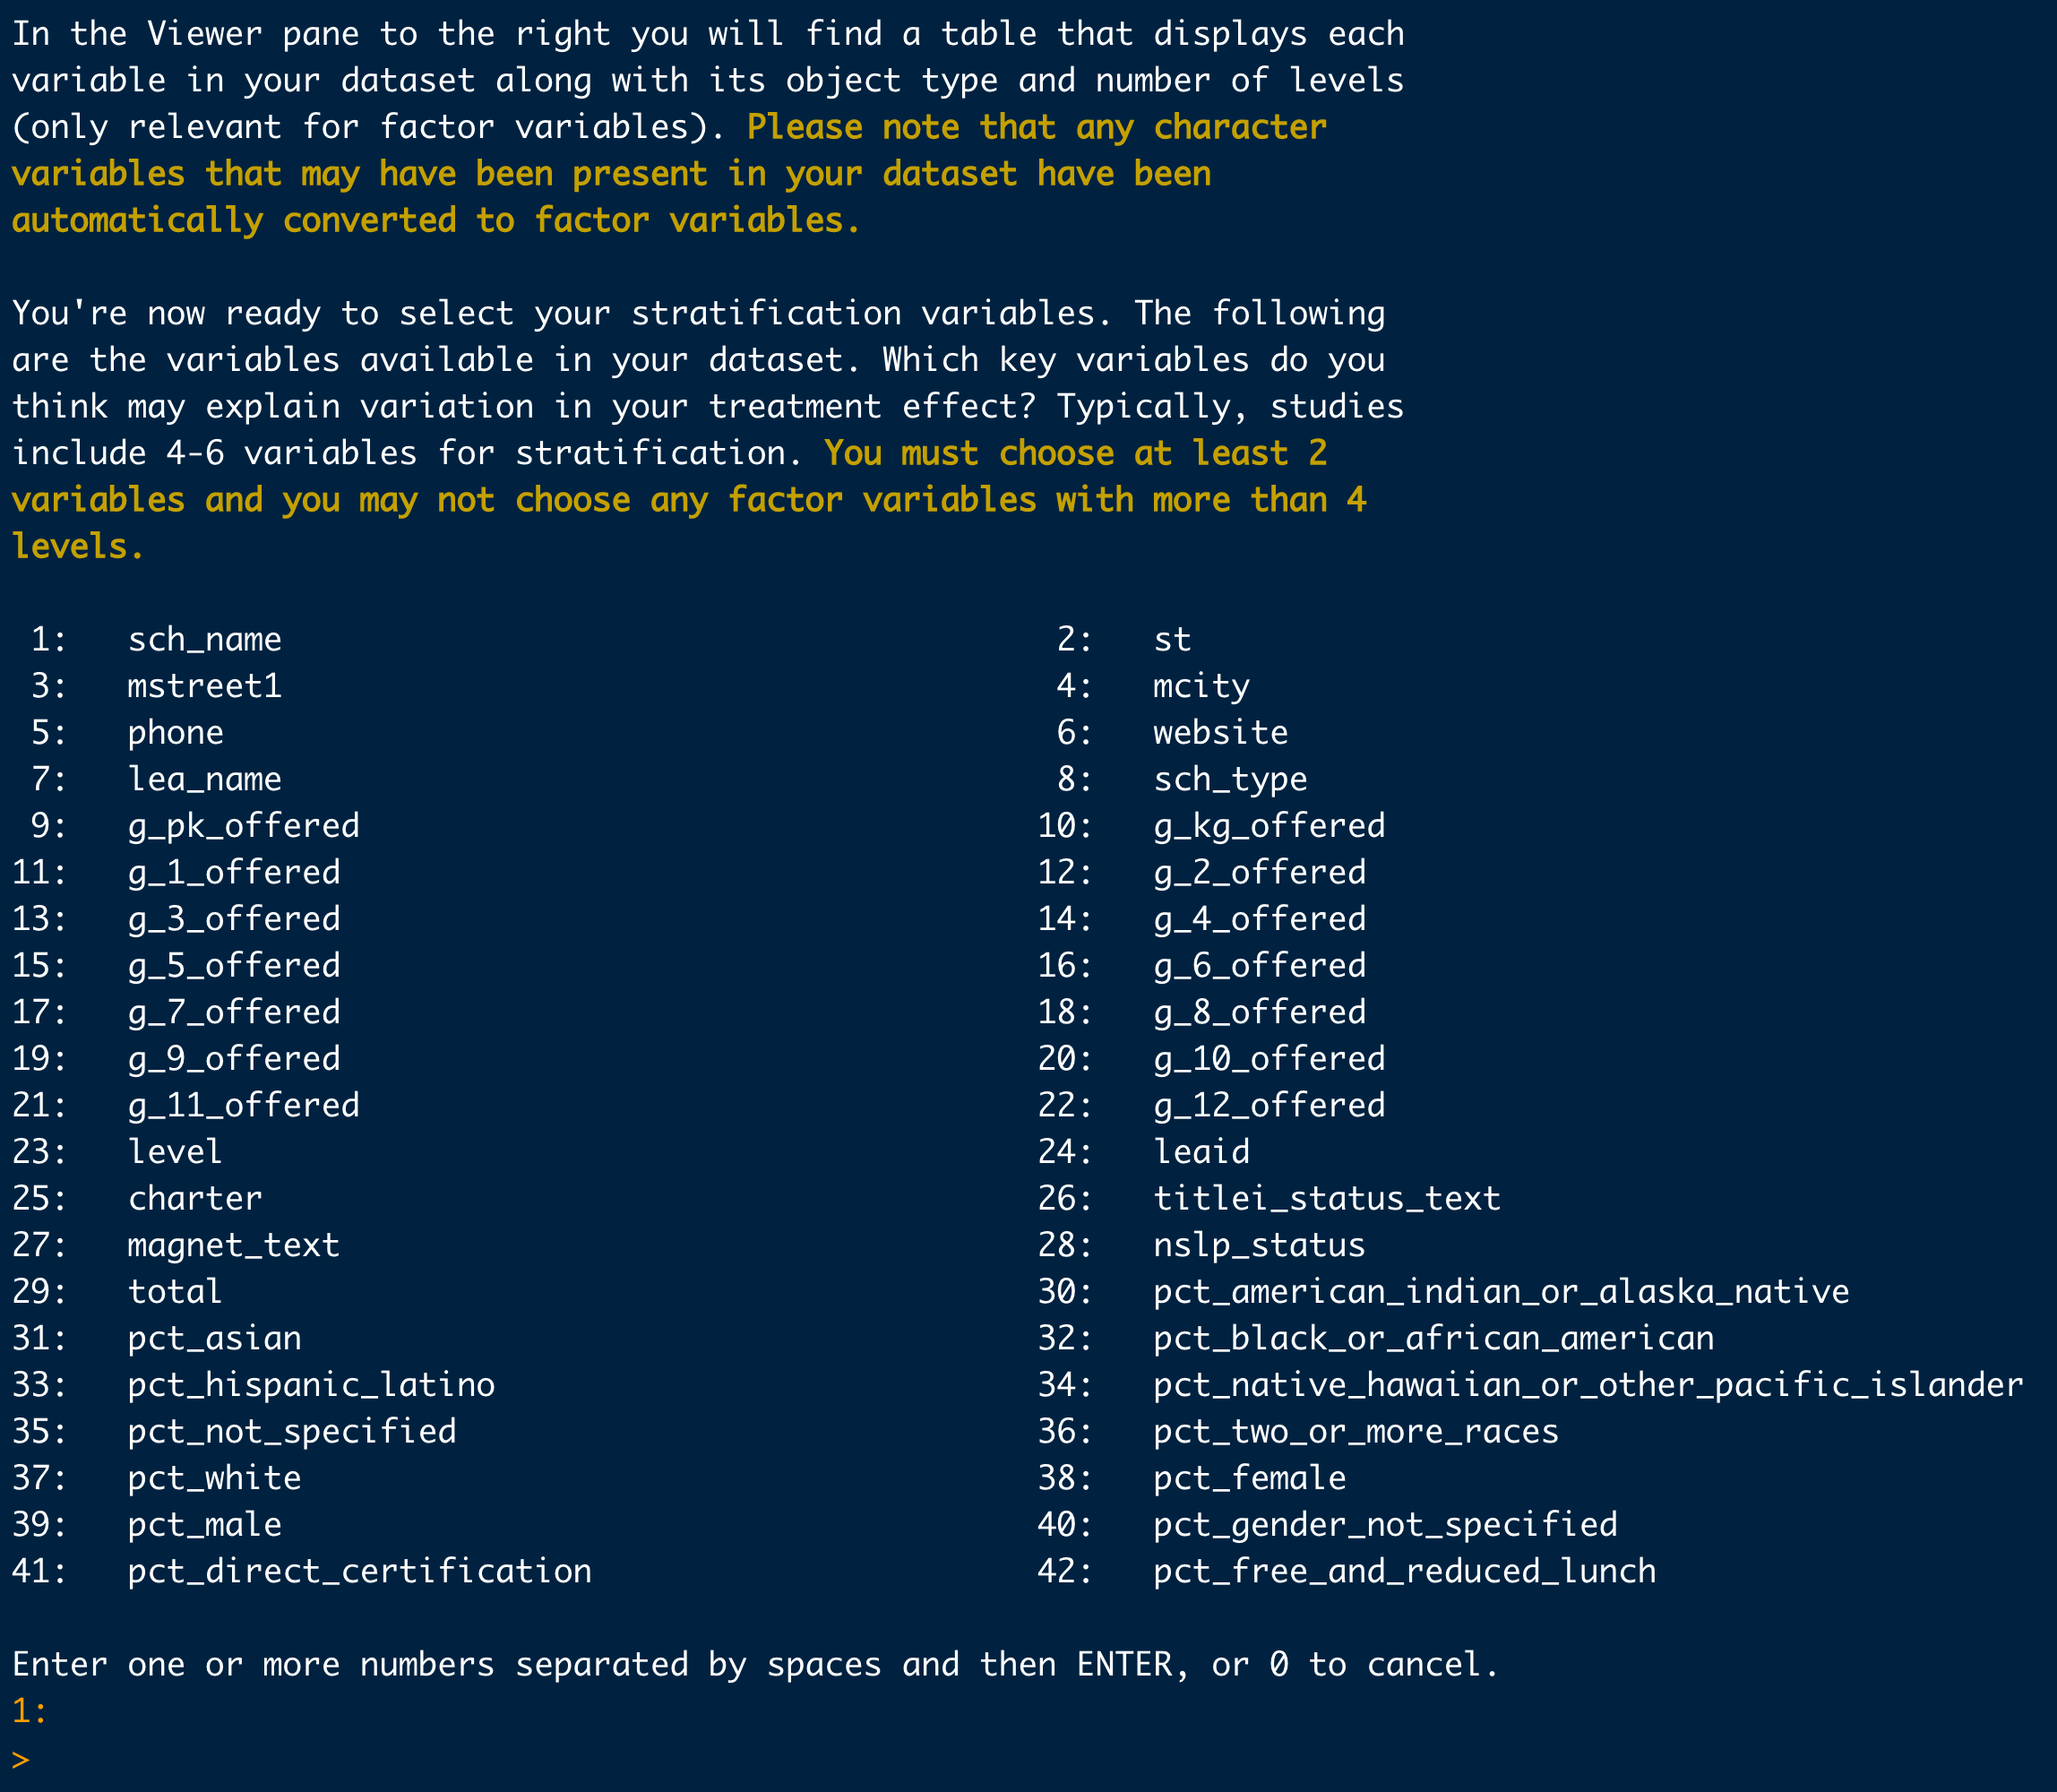 In the Viewer pane to the right you will find a table that displays each
variable in your dataset along with its object type and number of levels
(only relevant for factor variables). Please note that any character
variables that may have been present in your dataset have been
automatically converted to factor variables.
You're now ready to select your stratification variables. The following
are the variables available in your dataset. Which key variables do you
think may explain variation in your treatment effect? Typically, studies
include 4-6 variables for stratification. You must choose at least 2
variables and you may not choose any factor variables with more than 4
levels.
1: sch_name 2: st
3: mstreet1 4: mcity
5: phone 6: website
7: lea_name 8: sch_type
9: g_pk_offered 10: g_kg_offered
11: g_1_offered 12: g_2_offered
13: g_3_offered 14: g_4_offered
15: g_5_offered 16: g_6_offered
17: g_7_offered 18: g_8_offered
19: g_9_offered 20: g_10_offered
21: g_11_offered 22: g_12_offered
23: level 24: leaid
25: charter 26: titlei_status_text
27: magnet_text 28: nslp_status
29: total 30: pct_american_indian_or_alaska_native
31: pct_asian 32: pct_black_or_african_american
33: pct_hispanic_latino 34: pct_native_hawaiian_or_other_pacific_islander
35: pct_not_specified 36: pct_two_or_more_races
37: pct_white 38: pct_female
39: pct_male 40: pct_gender_not_specified
41: pct_direct_certification 42: pct_free_and_reduced_lunch
Enter one or more numbers separated by spaces and then ENTER, or 0 to cancel.
1:
>